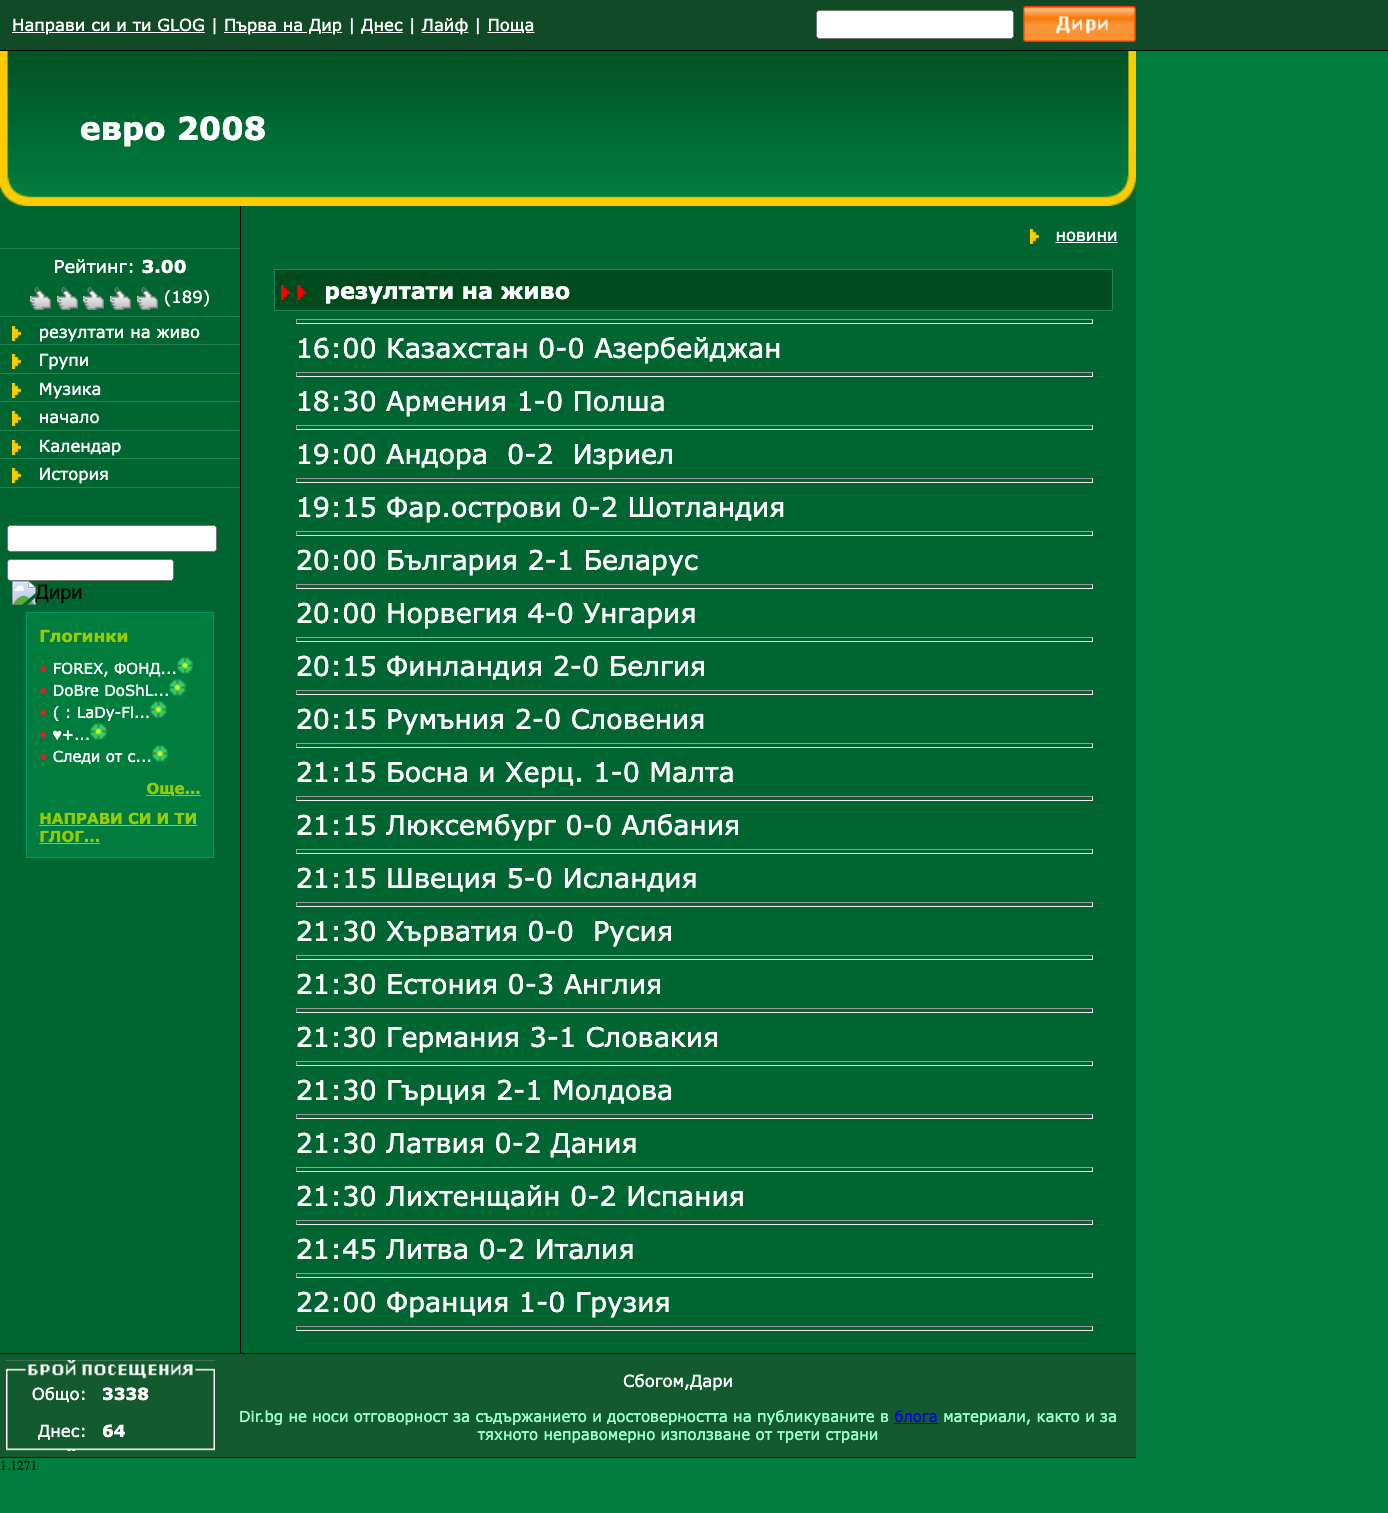 Направи си и ти GLOG | Първа на Дир | Днес | Лайф | Поща
Дири
евро 2008
новини
Рейтинг: 3.00
(189)
резултати на живо
Групи
Музика
начало
Календар
История
Дири
Глогинки
FOREX, ФОНД...
DoBre DoShL...
( : LaDy-Fl...
♥+...
Следи от с...
Още...
НАПРАВИ СИ И ТИ
ГЛОГ...
резултати на живо
16:00 Казахстан 0-0 Азербейджан
18:30 Армения 1-0 Полша
19:00 Андора  0-2  Изриел
19:15 Фар.острови 0-2 Шотландия
20:00 България 2-1 Беларус
20:00 Норвегия 4-0 Унгария
20:15 Финландия 2-0 Белгия
20:15 Румъния 2-0 Словения
21:15 Босна и Херц. 1-0 Малта
21:15 Люксембург 0-0 Албания
21:15 Швеция 5-0 Исландия
21:30 Хърватия 0-0  Русия
21:30 Естония 0-3 Англия
21:30 Германия 3-1 Словакия
21:30 Гърция 2-1 Молдова
21:30 Латвия 0-2 Дания
21:30 Лихтенщайн 0-2 Испания
21:45 Литва 0-2 Италия
22:00 Франция 1-0 Грузия
БРОЙ ПОСЕЩЕНИЯ
Общо: 3338
Днес: 64
Сбогом,Дари
Dir.bg не носи отговорност за съдържанието и достоверността на публикуваните в блога материали, както и за
тяхното неправомерно използване от трети страни
1.1271